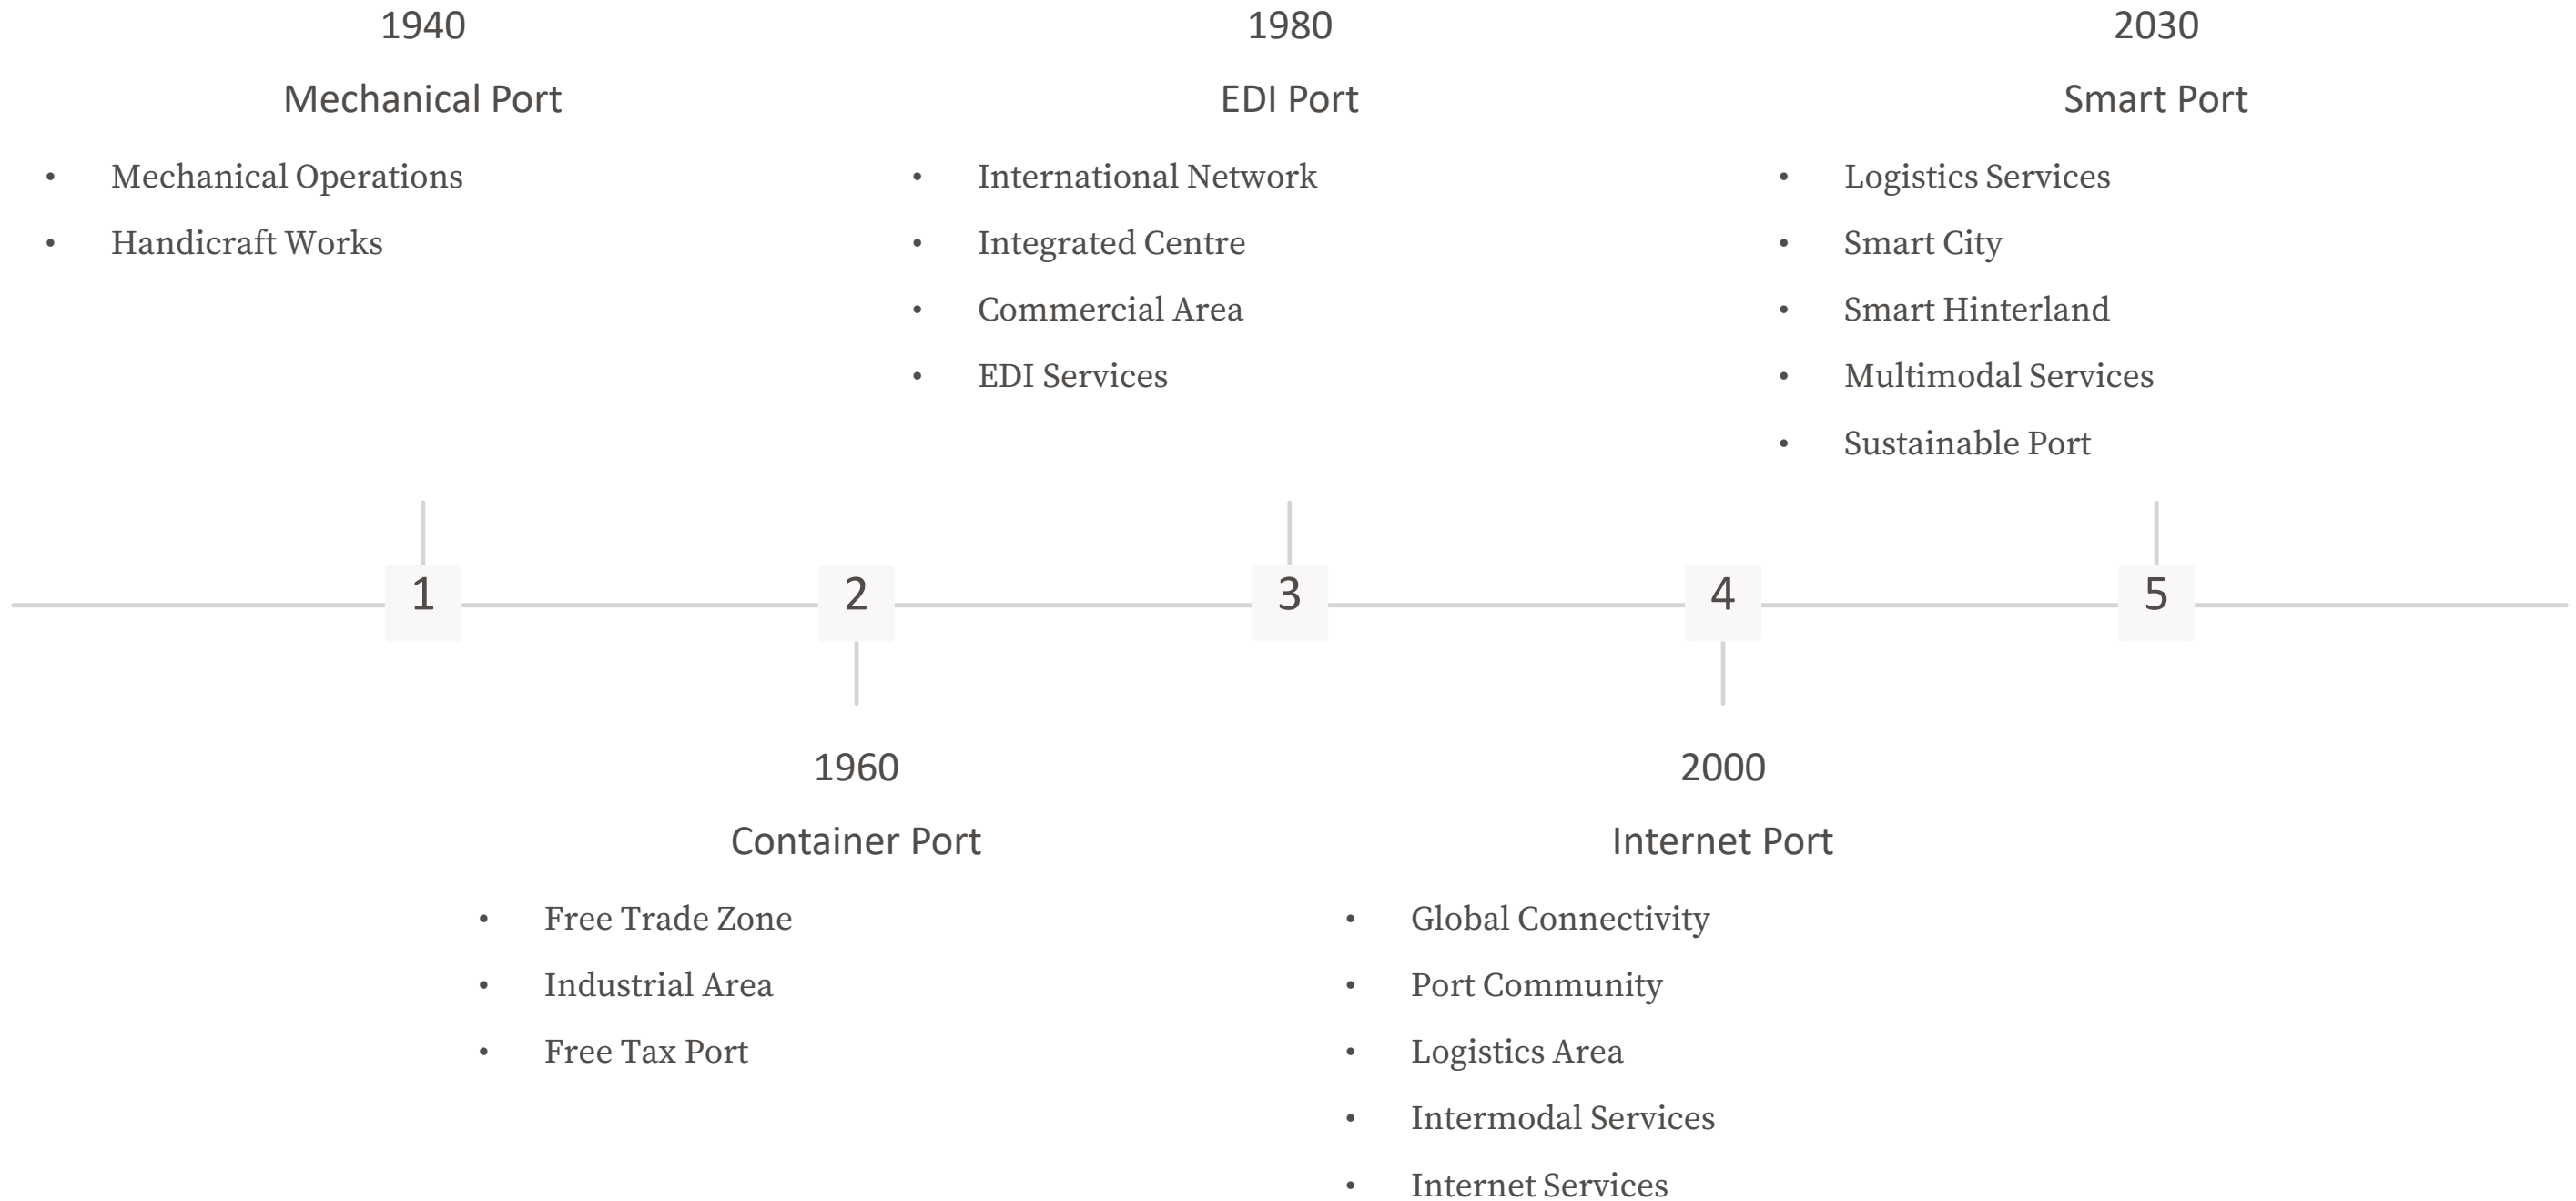 1940
Mechanical Port
• Mechanical Operations
• Handicraft Works
1980
EDI Port
• International Network
• Integrated Centre
• Commercial Area
• EDI Services
2030
Smart Port
• Logistics Services
• Smart City
• Smart Hinterland
• Multimodal Services
• Sustainable Port
1
2
3
4
5
1960
Container Port
• Free Trade Zone
• Industrial Area
• Free Tax Port
2000
Internet Port
• Global Connectivity
• Port Community
• Logistics Area
• Intermodal Services
• Internet Services